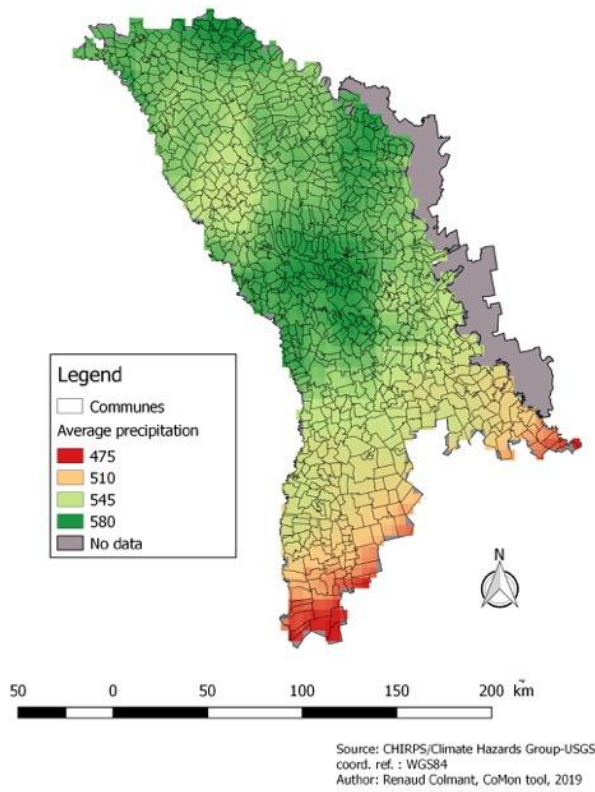 Legend
Communes
Average precipitation
475
510
545
580
No data
N
50 0 50 100 150 200 km
Source: CHIRPS/Climate Hazards Group-USGS
coord. ref. : WGS84
Author: Renaud Colmant, CoMon tool, 2019